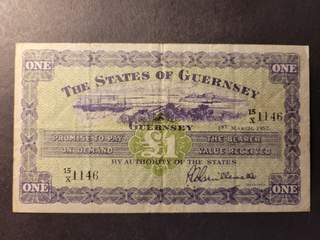 ONE ONE
THE STATES OF GUERNSEY
15/X 1146
GUERNSEY
1ST MARCH, 1957.
PROMISE TO PAY THE BEARER
ON DEMAND £1 VALUE RECEIVED
BY AUTHORITY OF THE STATES
15/X 1146
ONE ONE